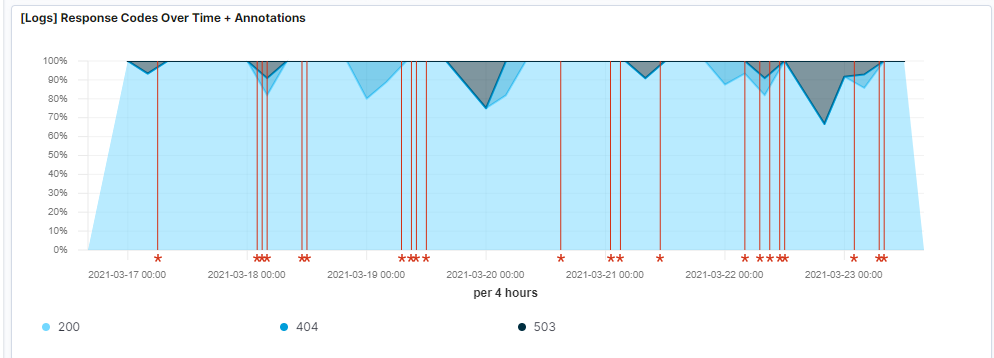 [Logs] Response Codes Over Time + Annotations
100%
90%
80%
70%
60%
50%
40%
30%
20%
10%
0%
2021-03-17 00:00 2021-03-18 00:00 2021-03-19 00:00 2021-03-20 00:00 2021-03-21 00:00 2021-03-22 00:00 2021-03-23 00:00
per 4 hours
200 404 503